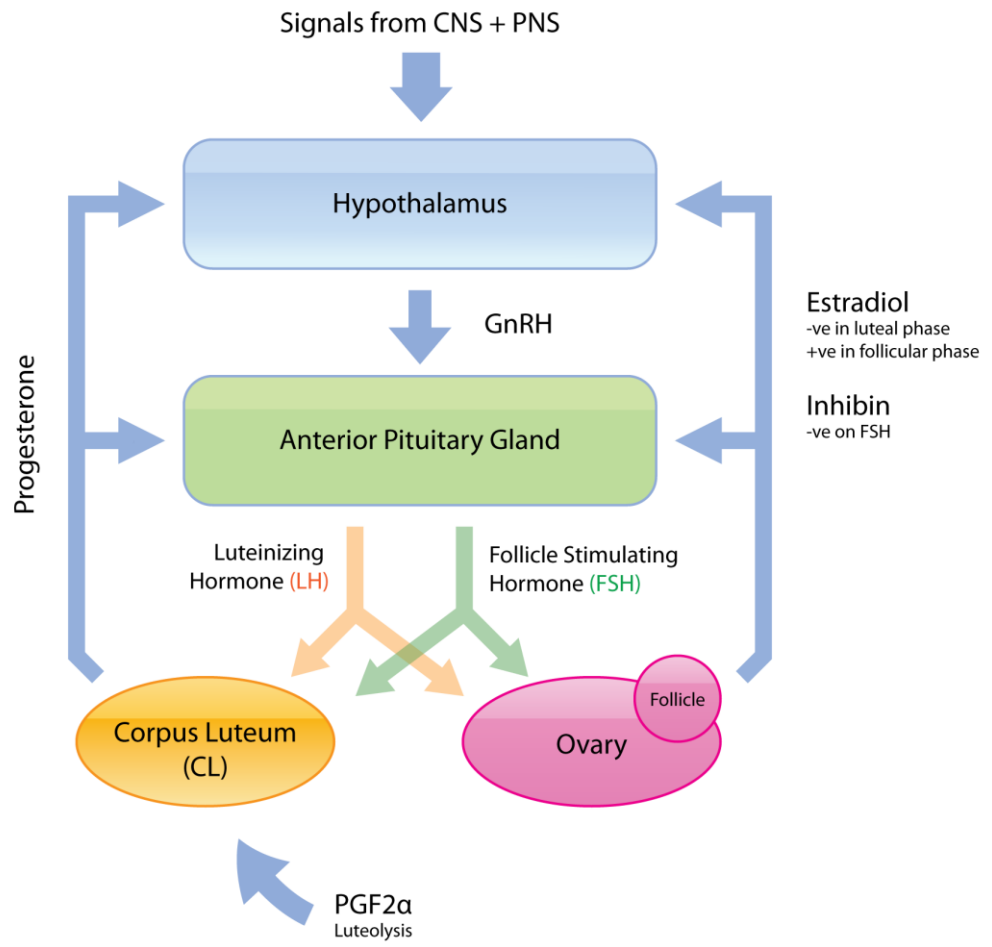 Signals from CNS + PNS
Hypothalamus
GnRH
Estradiol
-ve in luteal phase
+ve in follicular phase
Inhibin
-ve on FSH
Progesterone
Anterior Pituitary Gland
Luteinizing
Hormone (LH)
Follicle Stimulating
Hormone (FSH)
Follicle
Corpus Luteum
(CL)
Ovary
PGF2α
Luteolysis